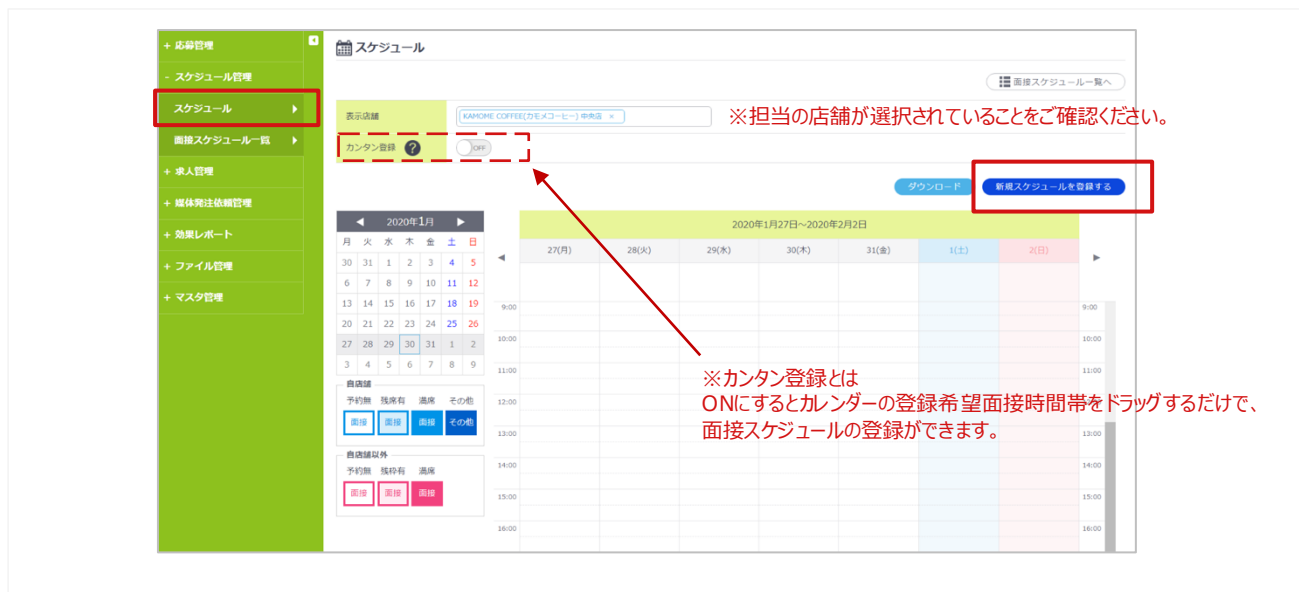 + 応募管理
- スケジュール管理
スケジュール
面接スケジュール一覧
+ 求人管理
+ 媒体発注依頼管理
+ 効果レポート
+ ファイル管理
+ マスタ管理
スケジュール
面接スケジュール一覧へ
表示店舗
KAMOME COFFEE(カモメコーヒー) 中央店 ×
※担当の店舗が選択されていることをご確認ください。
カンタン登録 ?
OFF
ダウンロード
新規スケジュールを登録する
◀ 2020年1月 ▶
月 火 水 木 金 土 日
30 31 1 2 3 4 5
6 7 8 9 10 11 12
13 14 15 16 17 18 19
20 21 22 23 24 25 26
27 28 29 30 31 1 2
3 4 5 6 7 8 9
自店舗
予約無 残席有 満席 その他
面接 面接 面接 その他
自店舗以外
予約無 残枠有 満席
面接 面接 面接
2020年1月27日～2020年2月2日
27(月) 28(火) 29(水) 30(木) 31(金) 1(土) 2(日)
9:00 9:00
10:00 10:00
11:00 11:00
12:00
13:00 13:00
14:00 14:00
15:00 15:00
16:00 16:00
※カンタン登録とは
ONにするとカレンダーの登録希望面接時間帯をドラッグするだけで、
面接スケジュールの登録ができます。